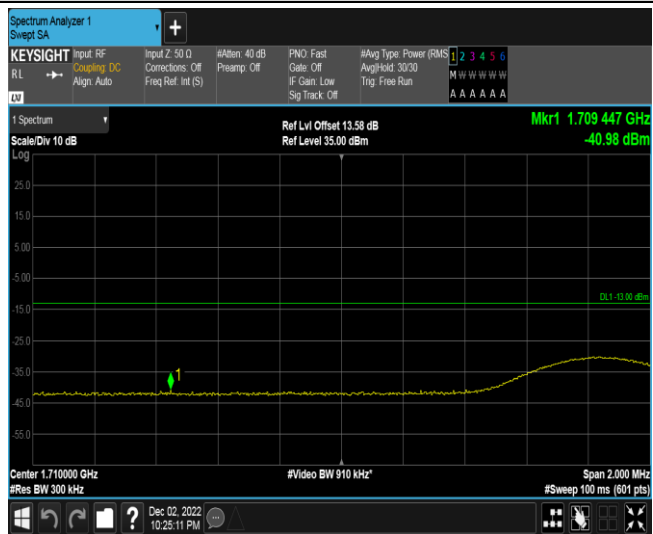 Spectrum Analyzer 1
Swept SA
KEYSIGHT
RL
LXI
Input: RF
Coupling: DC
Align: Auto
Input Z: 50 Ω
Corrections: Off
Freq Ref: Int (S)
#Atten: 40 dB
Preamp: Off
PNO: Fast
Gate: Off
IF Gain: Low
Sig Track: Off
#Avg Type: Power (RMS
Avg|Hold: 30/30
Trig: Free Run
1 2 3 4 5 6
M W W W W W
A A A A A A
1 Spectrum
Scale/Div 10 dB
Ref Lvl Offset 13.58 dB
Ref Level 35.00 dBm
Mkr1 1.709 447 GHz
-40.98 dBm
Log
25.0
15.0
5.00
-5.00
DL1 -13.00 dBm
-15.0
-35.0
1
-45.0
-55.0
Center 1.710000 GHz
#Video BW 910 kHz*
Span 2.000 MHz
#Res BW 300 kHz
#Sweep 100 ms (601 pts)
?
Dec 02, 2022
10:25:11 PM